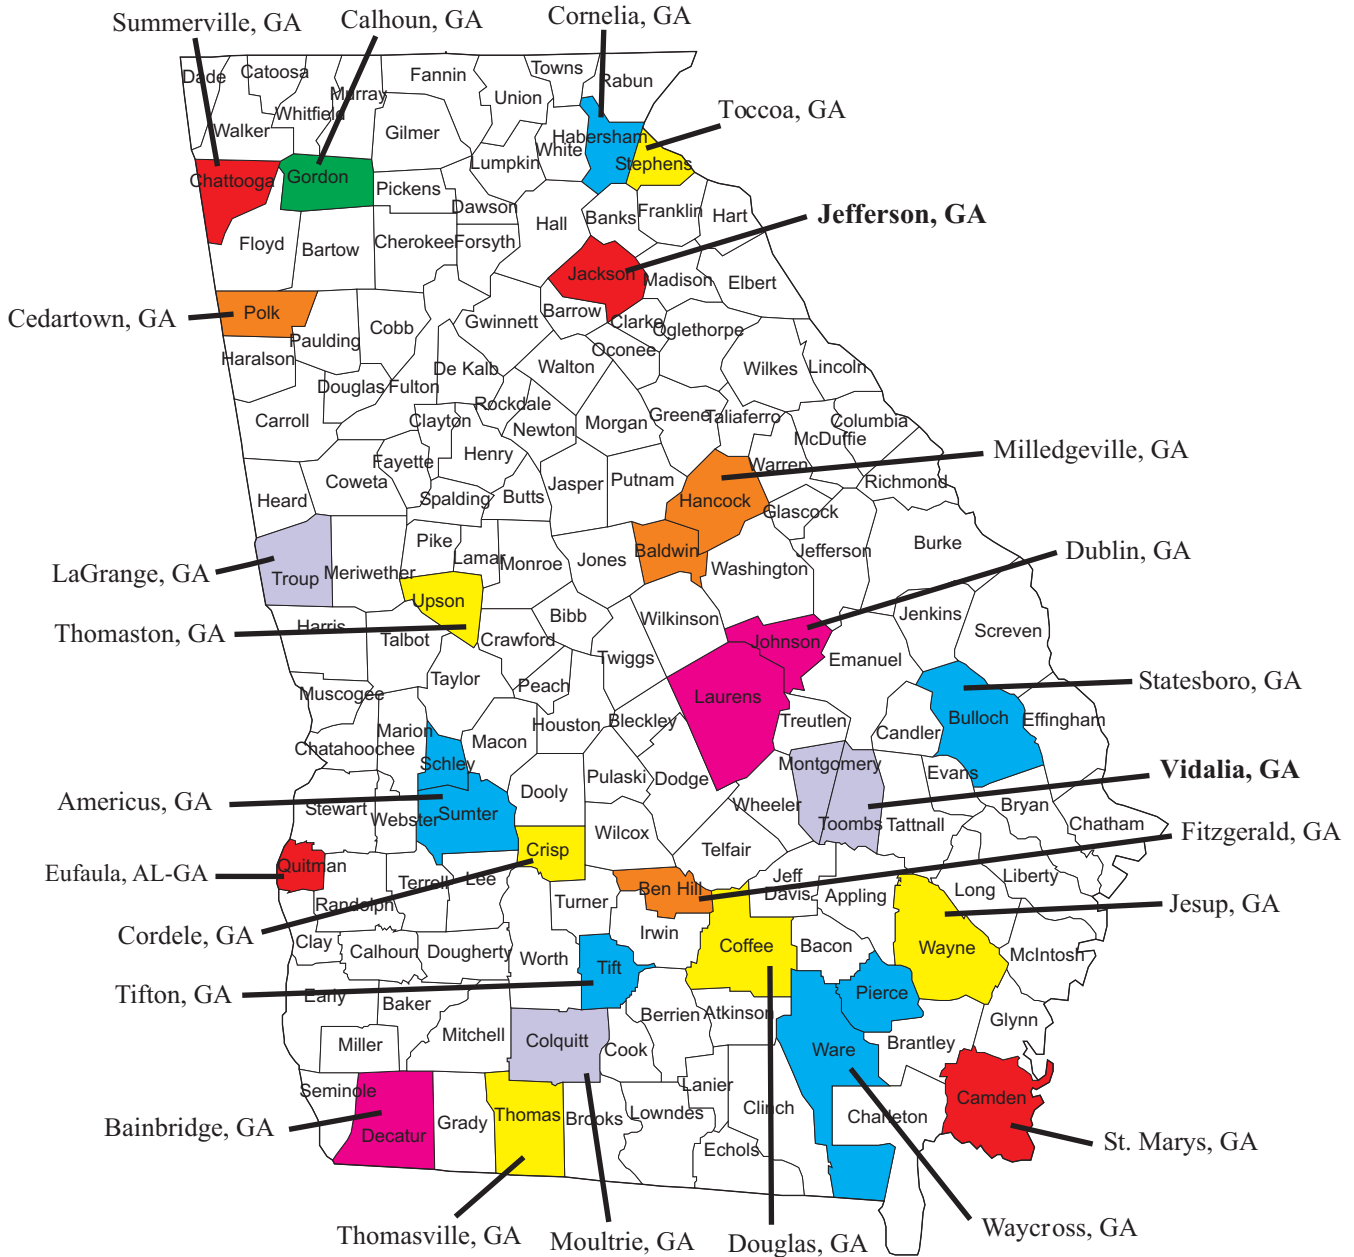 Summerville, GA
Calhoun, GA
Cornelia, GA
Dade
Catoosa
Fannin
Towns
Rabun
Murray
Union
Whitfield
Walker
Gilmer
Toccoa, GA
Habersham
White
Lumpkin
Stephens
Chattooga
Gordon
Pickens
Dawson
Hall
Banks
Franklin
Hart
Jefferson, GA
Floyd
Bartow
Cherokee
Forsyth
Jackson
Madison
Elbert
Cedartown, GA
Polk
Paulding
Cobb
Gwinnett
Barrow
Clarke
Oglethorpe
Oconee
Haralson
Douglas
Fulton
De Kalb
Walton
Wilkes
Lincoln
Rockdale
Carroll
Clayton
Newton
Morgan
Greene
Taliaferro
Columbia
McDuffie
Milledgeville, GA
Fayette
Henry
Warren
Heard
Coweta
Spalding
Butts
Jasper
Putnam
Hancock
Richmond
Glascock
LaGrange, GA
Troup
Meriwether
Pike
Lamar
Monroe
Jones
Baldwin
Washington
Jefferson
Burke
Dublin, GA
Upson
Thomaston, GA
Harris
Talbot
Crawford
Bibb
Wilkinson
Johnson
Jenkins
Screven
Twiggs
Emanuel
Muscogee
Taylor
Peach
Laurens
Statesboro, GA
Marion
Houston
Bleckley
Treutlen
Candler
Bulloch
Effingham
Chatahoochee
Macon
Schley
Montgomery
Vidalia, GA
Americus, GA
Stewart
Webster
Sumter
Dooly
Pulaski
Dodge
Wheeler
Toombs
Tattnall
Evans
Bryan
Chatham
Fitzgerald, GA
Eufaula, AL-GA
Quitman
Crisp
Wilcox
Telfair
Terrell
Lee
Ben Hill
Jeff
Davis
Appling
Long
Liberty
Jesup, GA
Randolph
Turner
Cordele, GA
Clay
Calhoun
Dougherty
Worth
Irwin
Coffee
Bacon
Wayne
McIntosh
Tifton, GA
Early
Baker
Tift
Pierce
Mitchell
Berrien
Atkinson
Glynn
Miller
Colquitt
Cook
Ware
Brantley
Seminole
Lanier
Camden
Bainbridge, GA
Decatur
Grady
Thomas
Brooks
Lowndes
Clinch
Charleton
Echols
St. Marys, GA
Thomasville, GA
Moultrie, GA
Douglas, GA
Waycross, GA